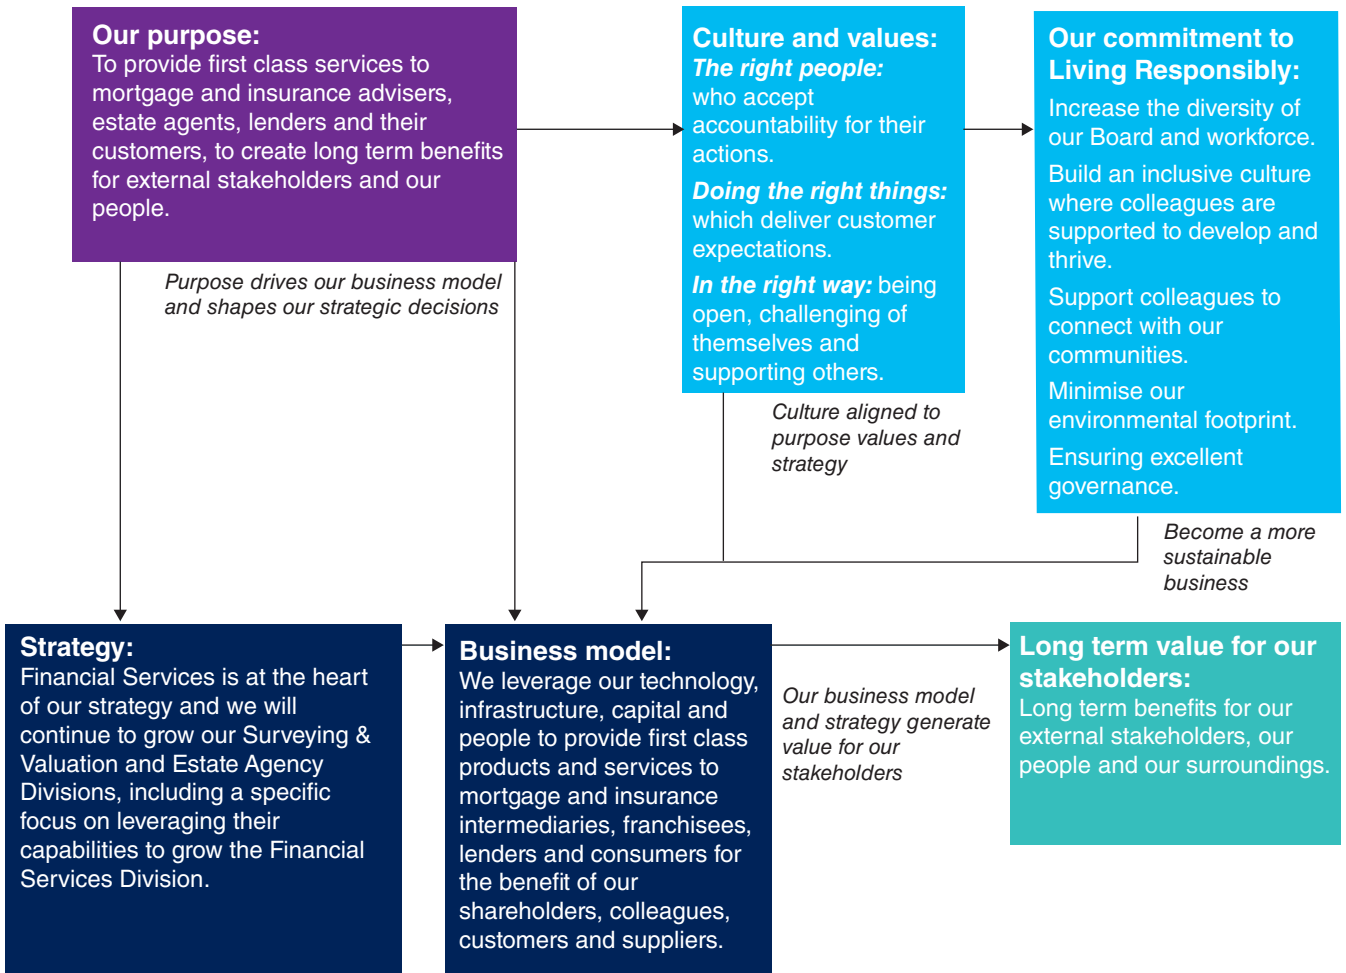 Our purpose:
To provide first class services to
mortgage and insurance advisers,
estate agents, lenders and their
customers, to create long term benefits
for external stakeholders and our
people.
Purpose drives our business model
and shapes our strategic decisions
Culture and values:
The right people:
who accept
accountability for their
actions.
Doing the right things:
which deliver customer
expectations.
In the right way: being
open, challenging of
themselves and
supporting others.
Culture aligned to
purpose values and
strategy
Our commitment to
Living Responsibly:
Increase the diversity of
our Board and workforce.
Build an inclusive culture
where colleagues are
supported to develop and
thrive.
Support colleagues to
connect with our
communities.
Minimise our
environmental footprint.
Ensuring excellent
governance.
Become a more
sustainable
business
Strategy:
Financial Services is at the heart
of our strategy and we will
continue to grow our Surveying &
Valuation and Estate Agency
Divisions, including a specific
focus on leveraging their
capabilities to grow the Financial
Services Division.
Business model:
We leverage our technology,
infrastructure, capital and
people to provide first class
products and services to
mortgage and insurance
intermediaries, franchisees,
lenders and consumers for
the benefit of our
shareholders, colleagues,
customers and suppliers.
Our business model
and strategy generate
value for our
stakeholders
Long term value for our
stakeholders:
Long term benefits for our
external stakeholders, our
people and our surroundings.